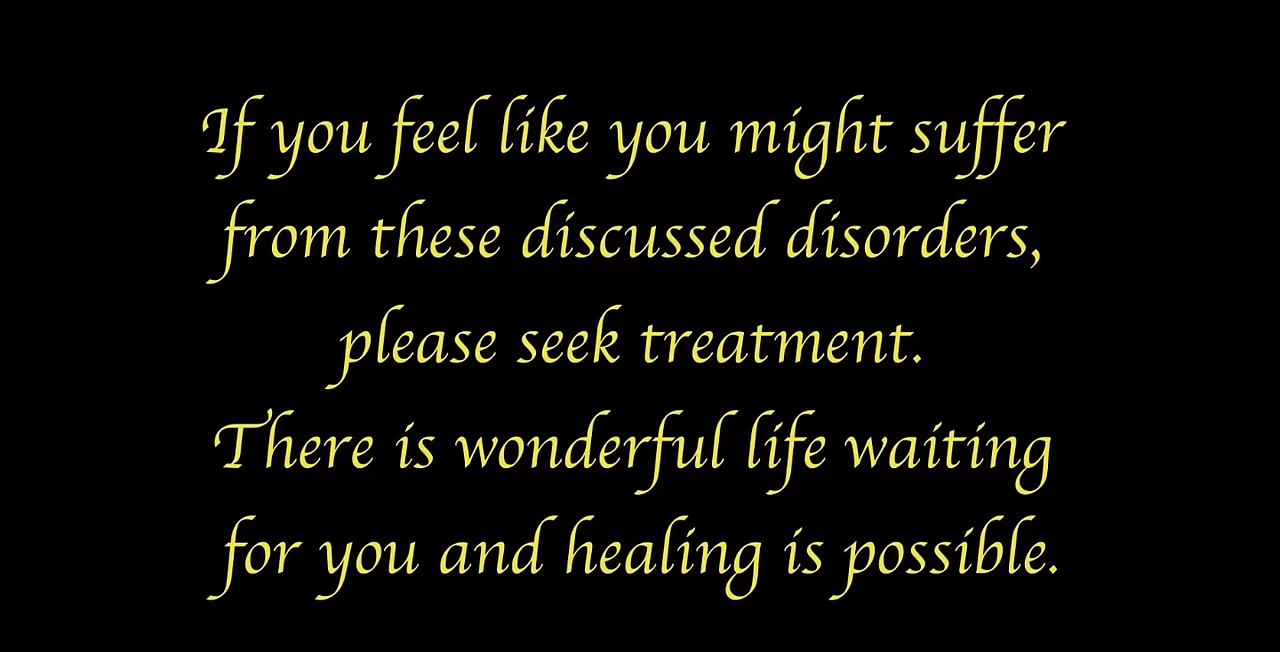 If you feel like you might suffer
from these discussed disorders,
please seek treatment.
There is wonderful life waiting
for you and healing is possible.